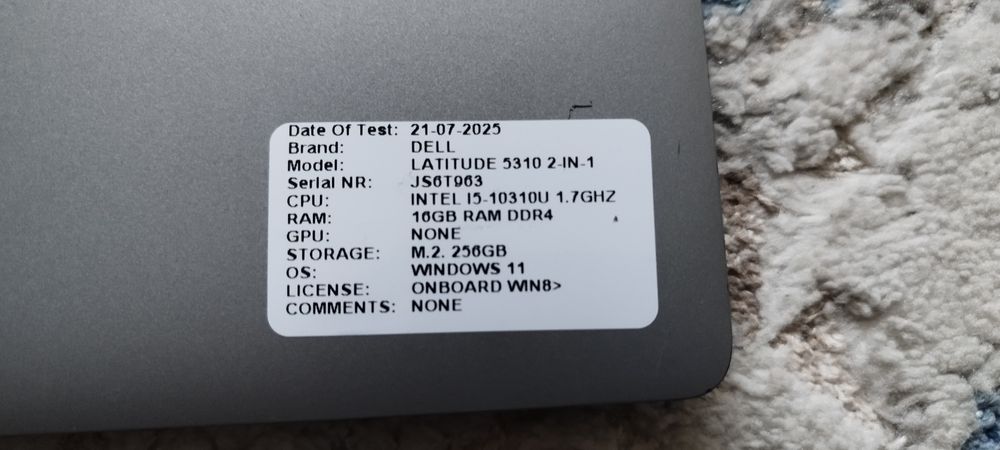 Date Of Test: 21-07-2025
Brand: DELL
Model: LATITUDE 5310 2-IN-1
Serial NR: JS6T963
CPU: INTEL I5-10310U 1.7GHZ
RAM: 16GB RAM DDR4
GPU: NONE
STORAGE: M.2. 256GB
OS: WINDOWS 11
LICENSE: ONBOARD WIN8>
COMMENTS: NONE